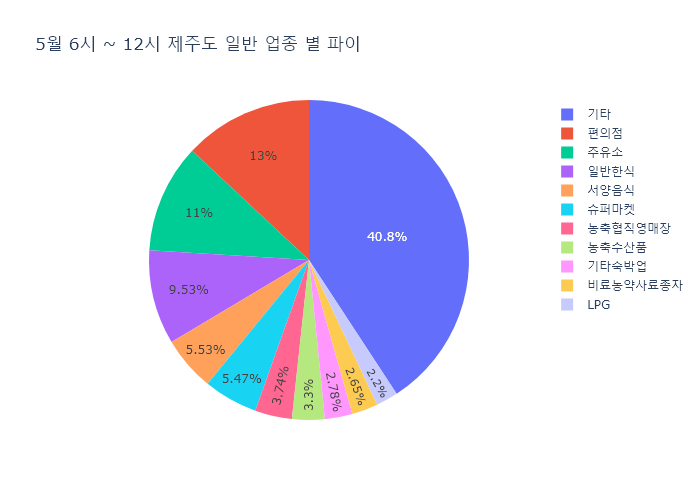 5월 6시 ~ 12시 제주도 일반 업종 별 파이
13%
11%
40.8%
9.53%
5.53%
5.47%
3.74%
3.3%
2.78%
2.65%
2.2%
기타
편의점
주유소
일반한식
서양음식
슈퍼마켓
농축협직영매장
농축수산품
기타숙박업
비료농약사료종자
LPG